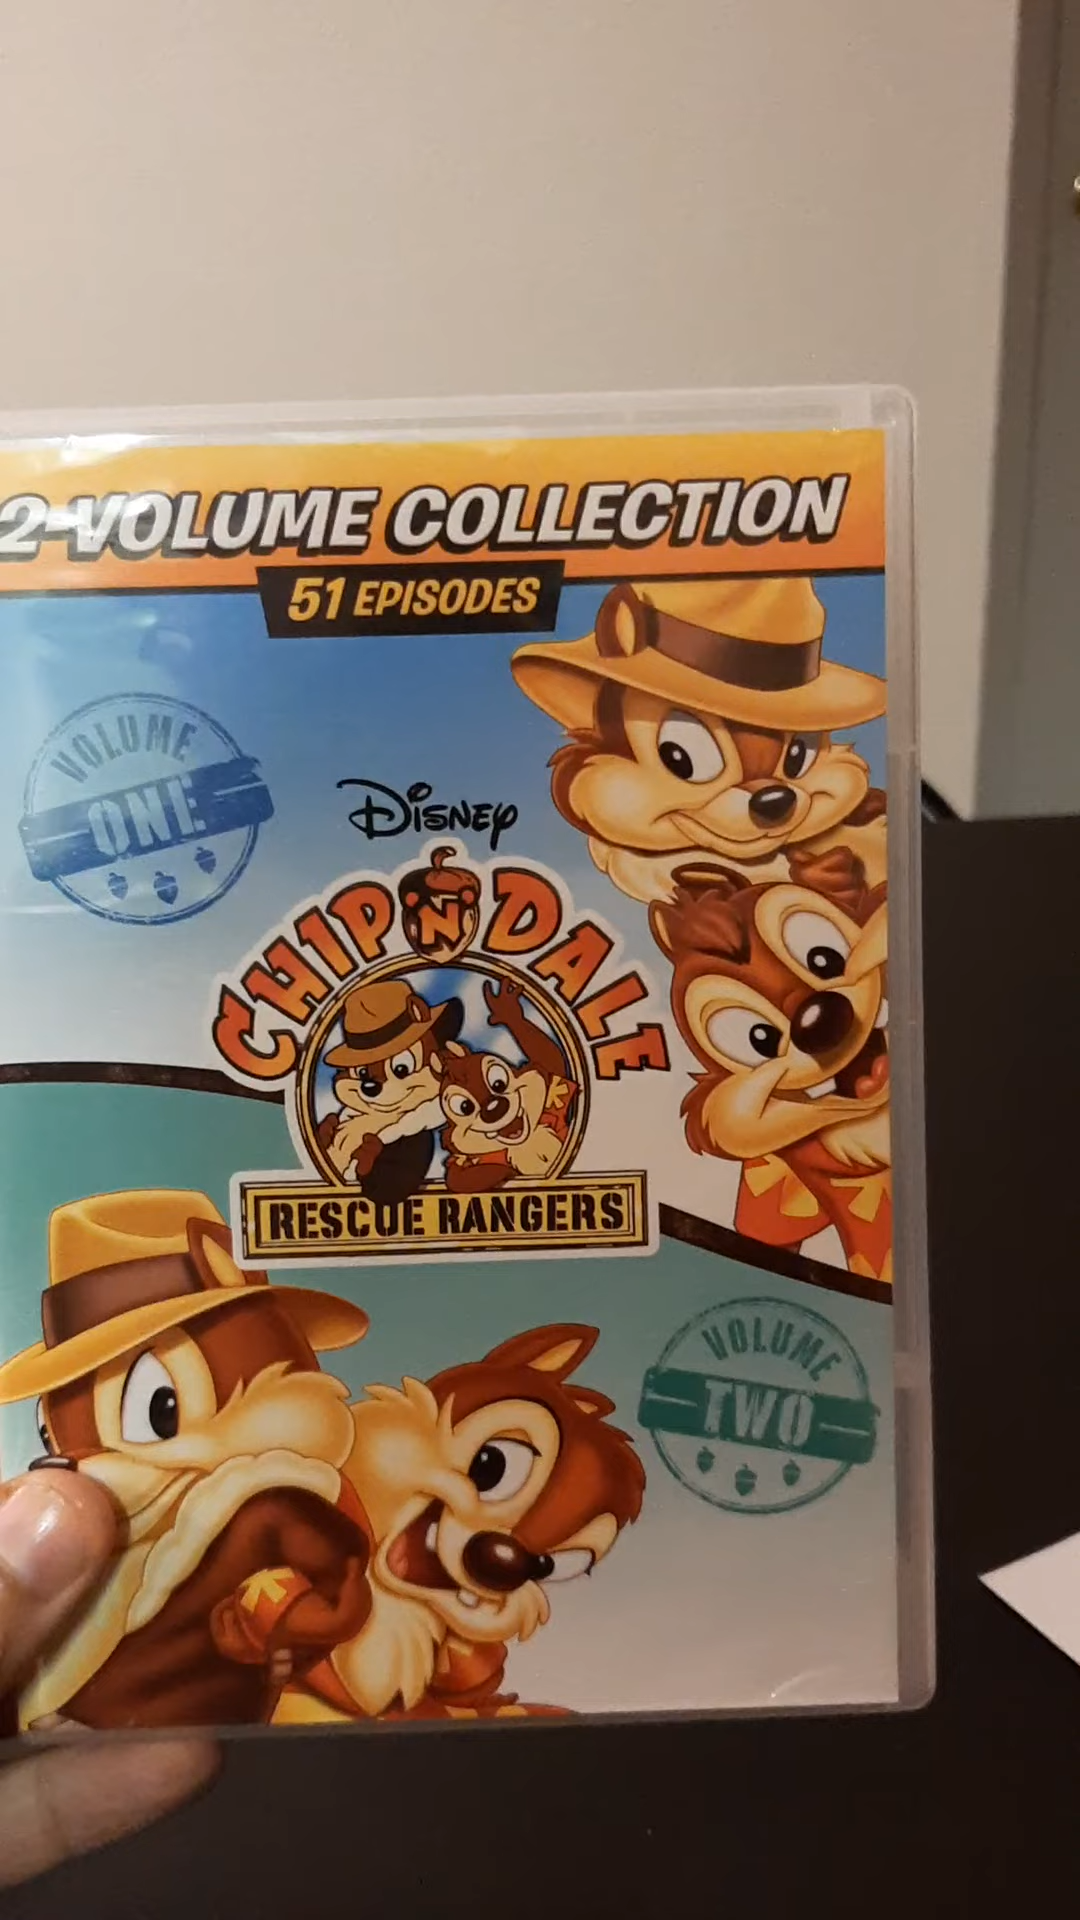 2-VOLUME COLLECTION
51 EPISODES
VOLUME
ONE
Disney
CHIP 'N' DALE
RESCUE RANGERS
VOLUME
TWO